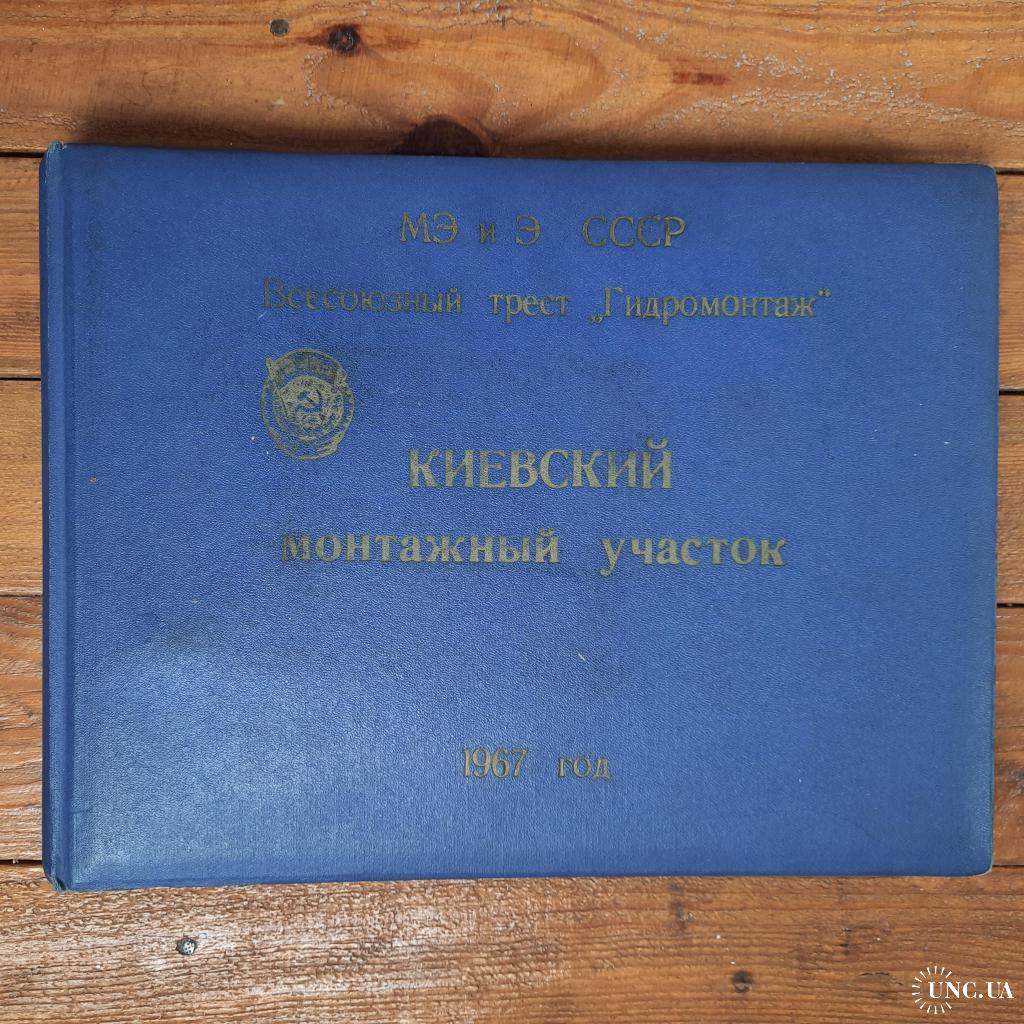 МЭ и Э СССР
Всесоюзный трест „Гидромонтаж“
КИЕВСКИЙ
монтажный участок
1967 год
UNC.UA